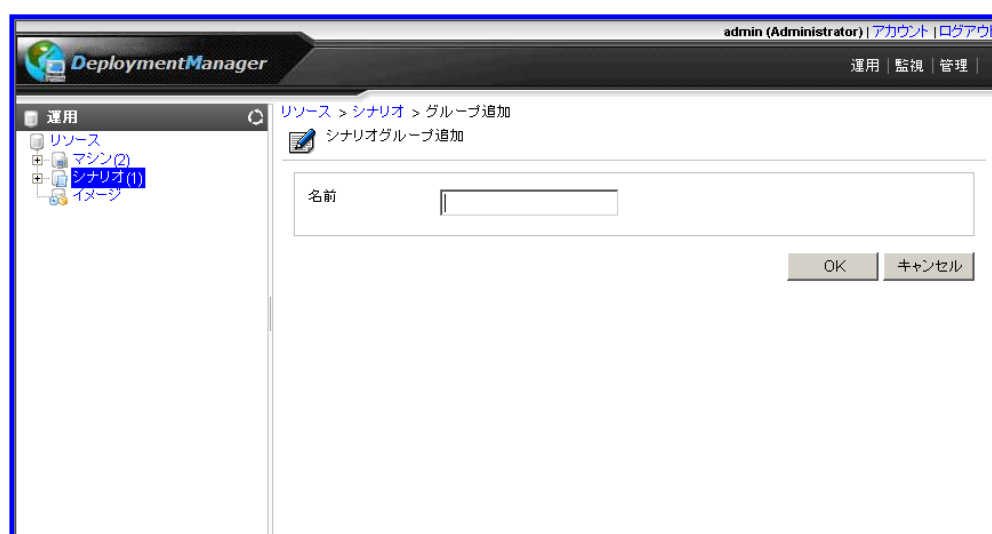 admin (Administrator) | アカウント | ログアウ
DeploymentManager
運用 | 監視 | 管理 |
運用
リソース
マシン(2)
シナリオ(1)
イメージ
リソース > シナリオ > グループ追加
シナリオグループ追加
名前
OK キャンセル